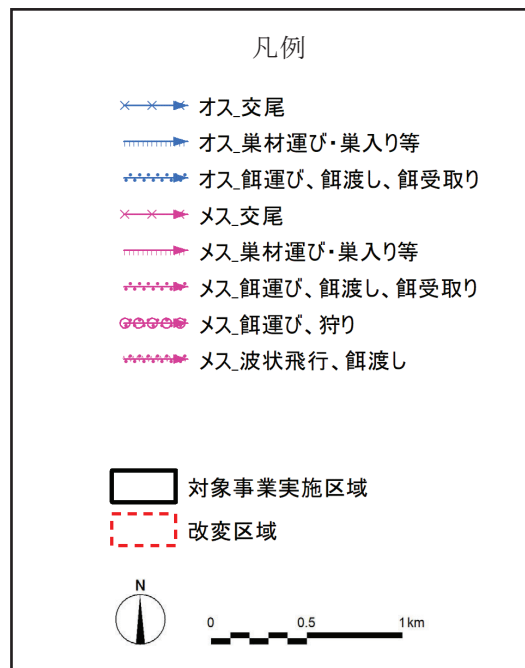 凡例
オス_交尾
オス_巣材運び・巣入り等
オス_餌運び、餌渡し、餌受取り
メス_交尾
メス_巣材運び・巣入り等
メス_餌運び、餌渡し、餌受取り
メス_餌運び、狩り
メス_波状飛行、餌渡し
対象事業実施区域
改変区域
N
0 0.5 1km